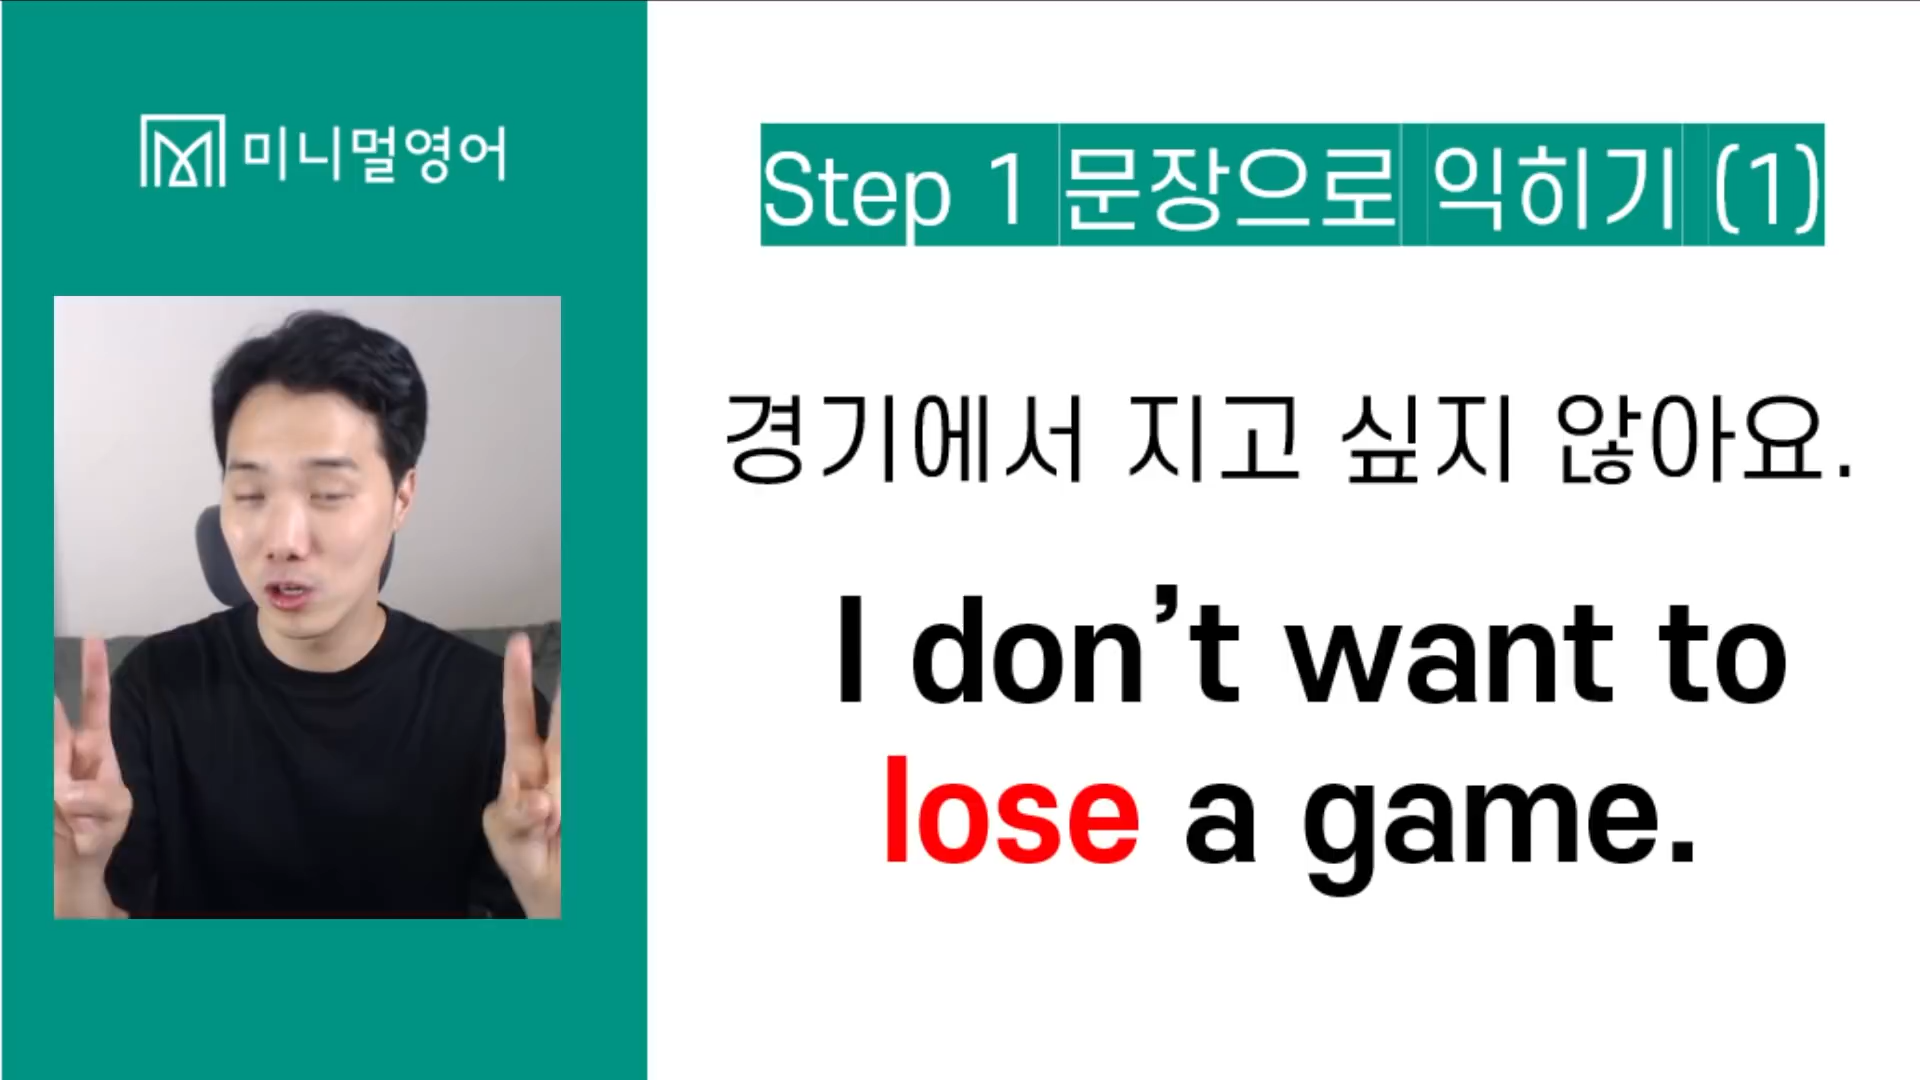 미니멀영어
Step 1 문장으로 익히기 (1)
경기에서 지고 싶지 않아요.
I don’t want to
lose a game.